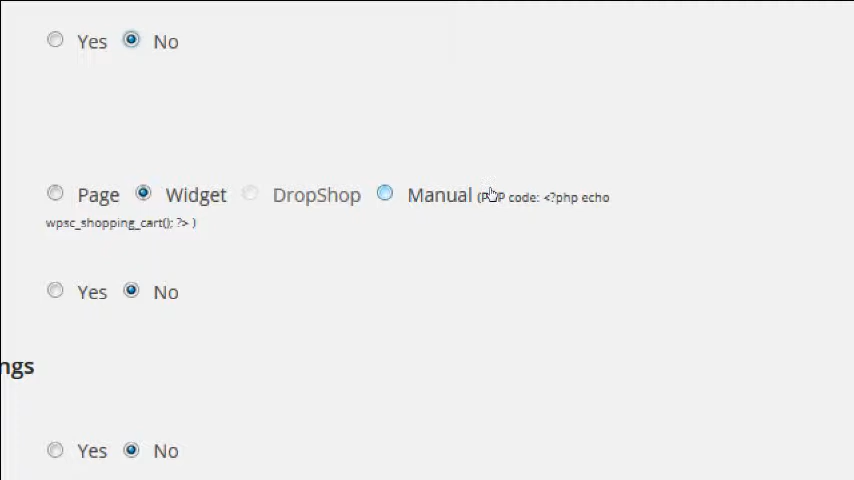 Yes No
Page Widget DropShop Manual (PHP code: <?php echo
wpsc_shopping_cart(); ?> )
Yes No
ngs
Yes No